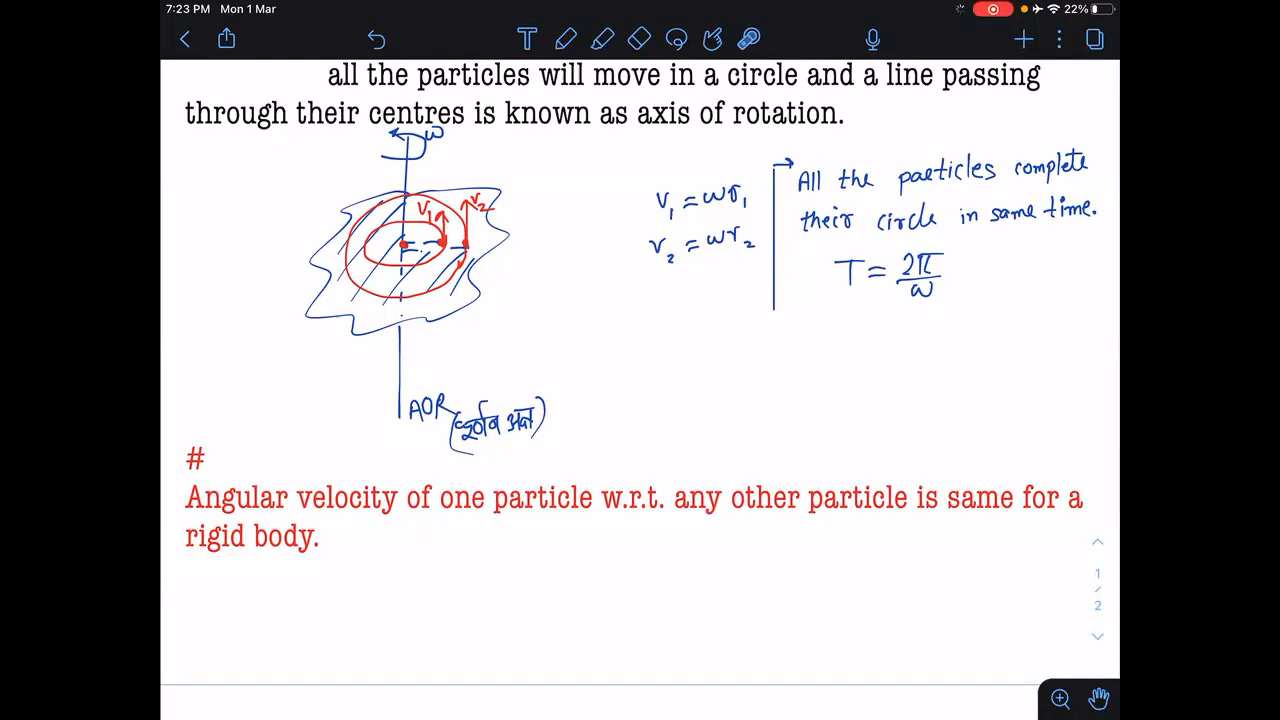 7:23 PM Mon 1 Mar
22%
all the particles will move in a circle and a line passing
through their centres is known as axis of rotation.
ω
V₁
V₂
v₁ = ωr₁
v₂ = ωr₂
All the particles complete
their circle in same time.
T = 2π/ω
AOR
(घूर्णन अक्ष)
#
Angular velocity of one particle w.r.t. any other particle is same for a
rigid body.
1
/
2